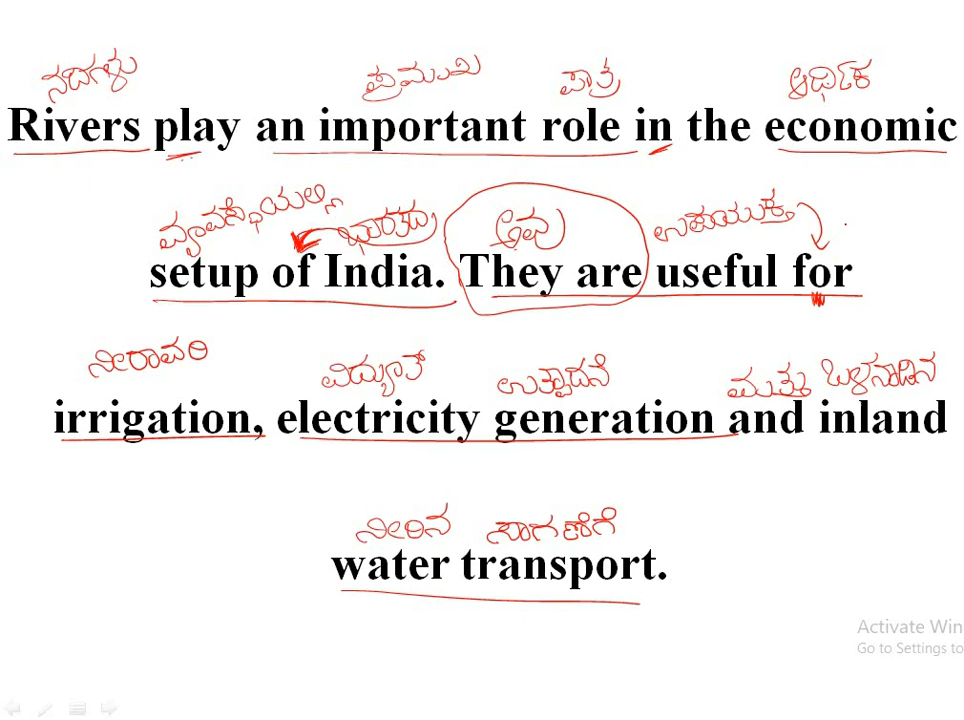 ನದಿಗಳು ಪ್ರಮುಖ ಪಾತ್ರ ಆರ್ಥಿಕ
Rivers play an important role in the economic
ವ್ಯಾವಸ್ಥೆಯಲ್ಲಿ ಭಾರತದ ಅವು ಉಪಯುಕ್ತ
setup of India. They are useful for
ನೀರಾವರಿ ವಿದ್ಯುತ್ ಉತ್ಪಾದನೆ ಮತ್ತು ಒಳನಾಡಿನ
irrigation, electricity generation and inland
ನೀರಿನ ಸಾಗಣೆಗೆ
water transport.
Activate Win
Go to Settings to